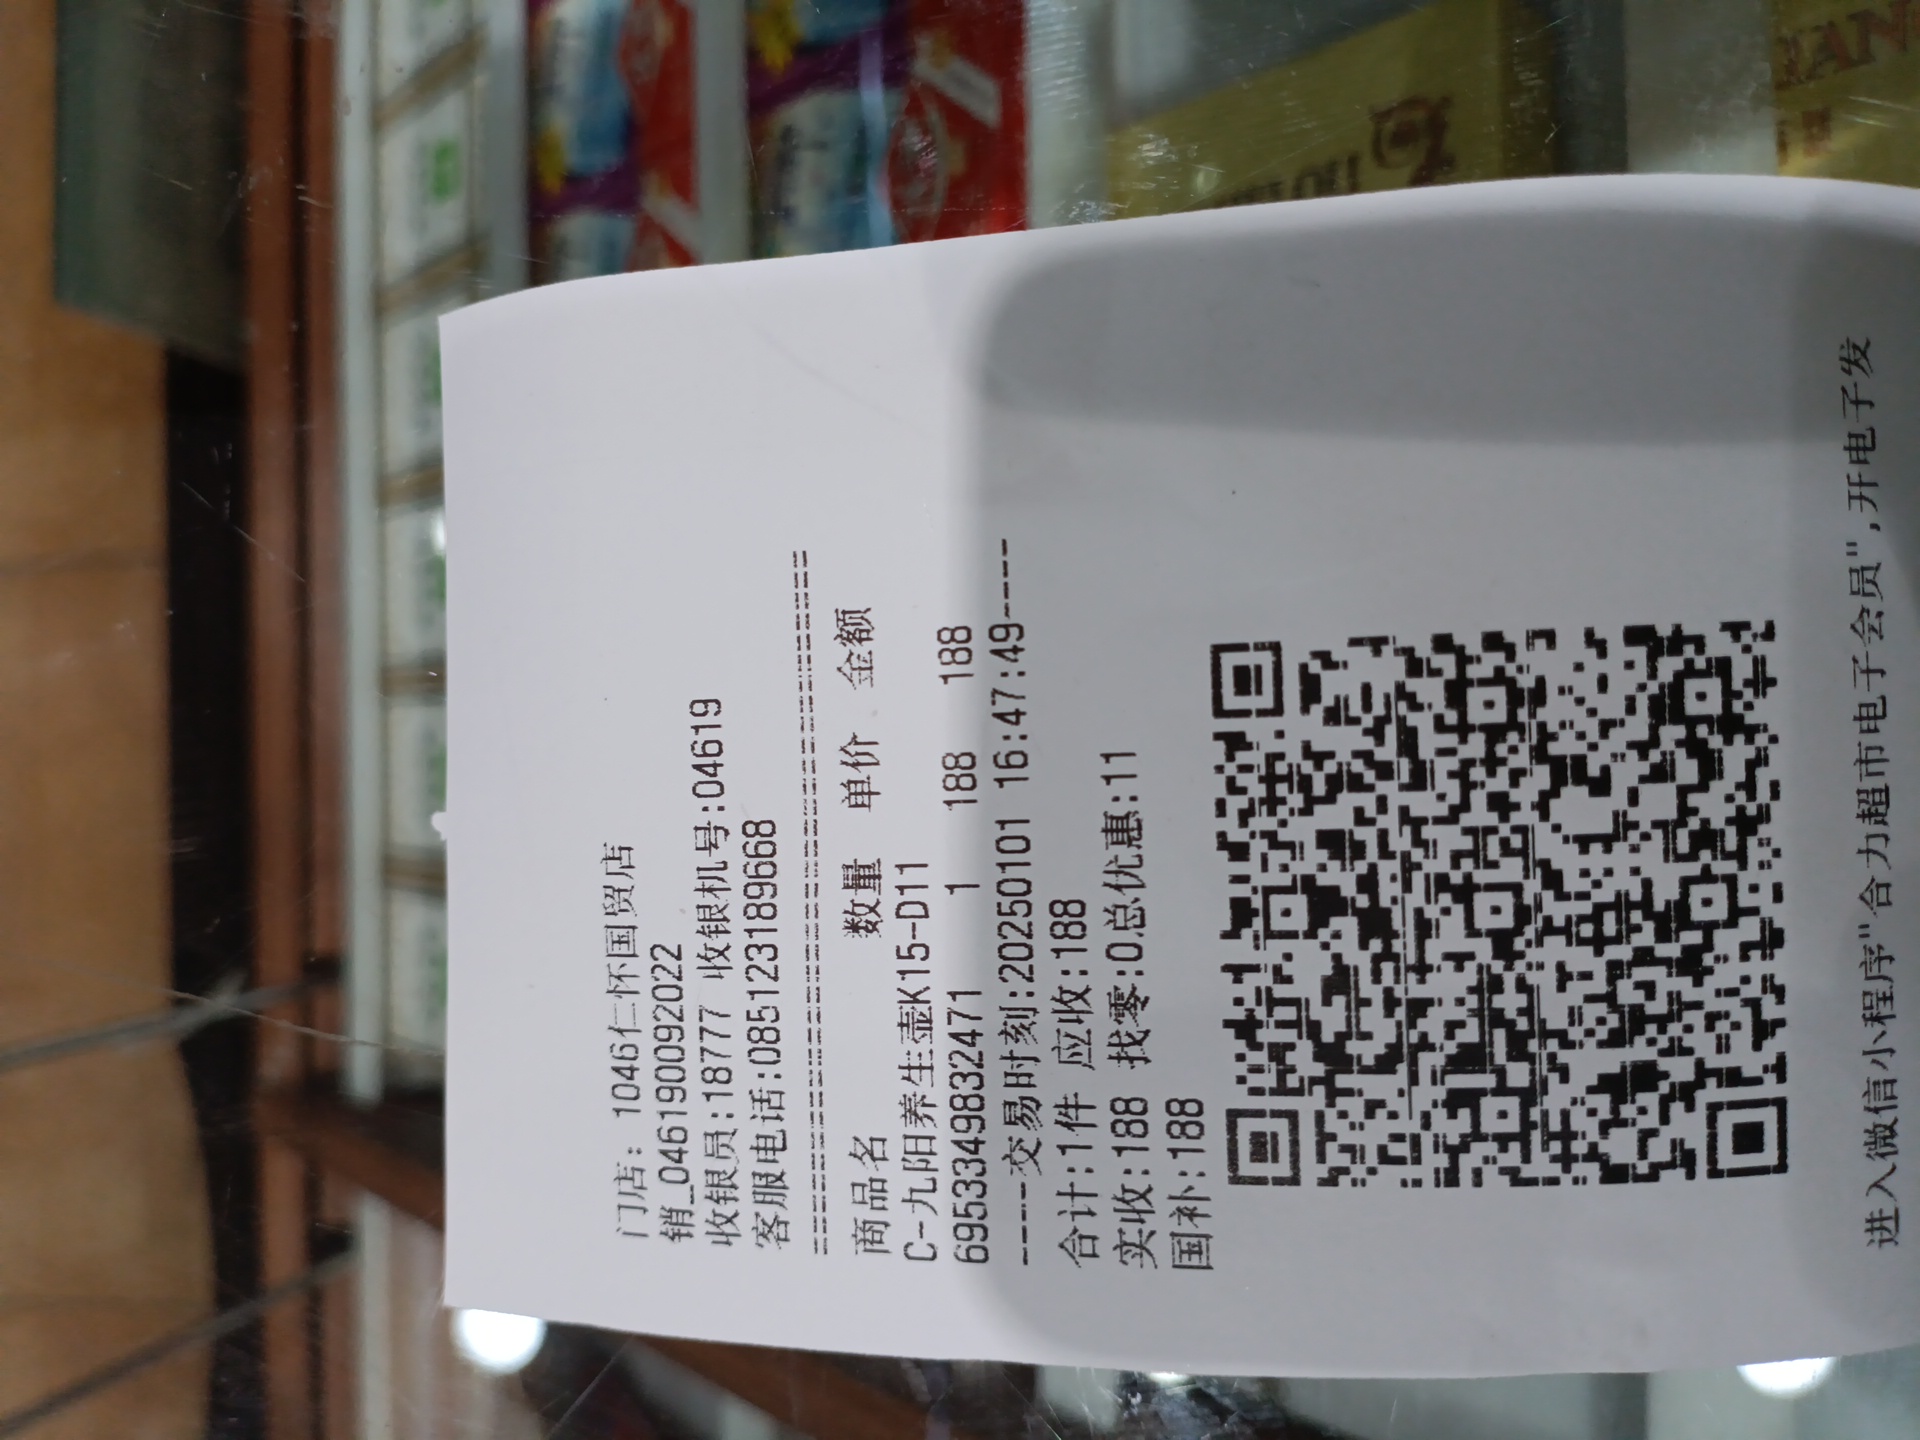 门店: 1046仁怀国贸店
销_046190092022
收银员:18777 收银机号:04619
客服电话:085123189668
商品名 数量 单价 金额
C-九阳养生壶K15-D11
6953349832471 1 188 188
----交易时刻:20250101 16:47:49----
合计:1件 应收:188
实收:188 找零:0总优惠:11
国补:188
进入微信小程序"合力超市电子会员",开电子发